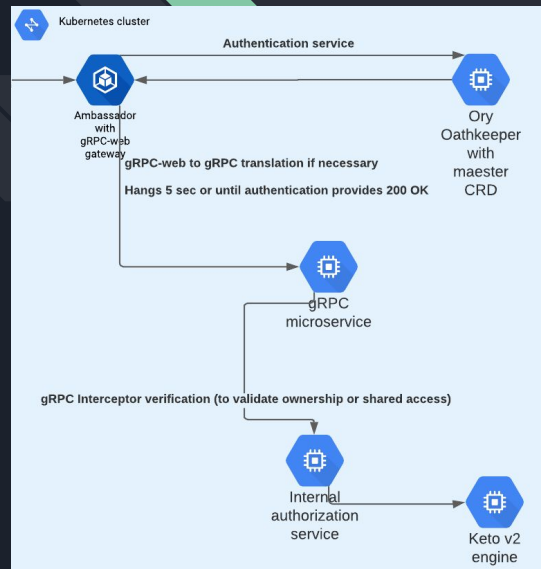 Kubernetes cluster
Authentication service
Ambassador
with
gRPC-web
gateway
Ory
Oathkeeper
with
maester
CRD
gRPC-web to gRPC translation if necessary
Hangs 5 sec or until authentication provides 200 OK
gRPC
microservice
gRPC Interceptor verification (to validate ownership or shared access)
Internal
authorization
service
Keto v2
engine